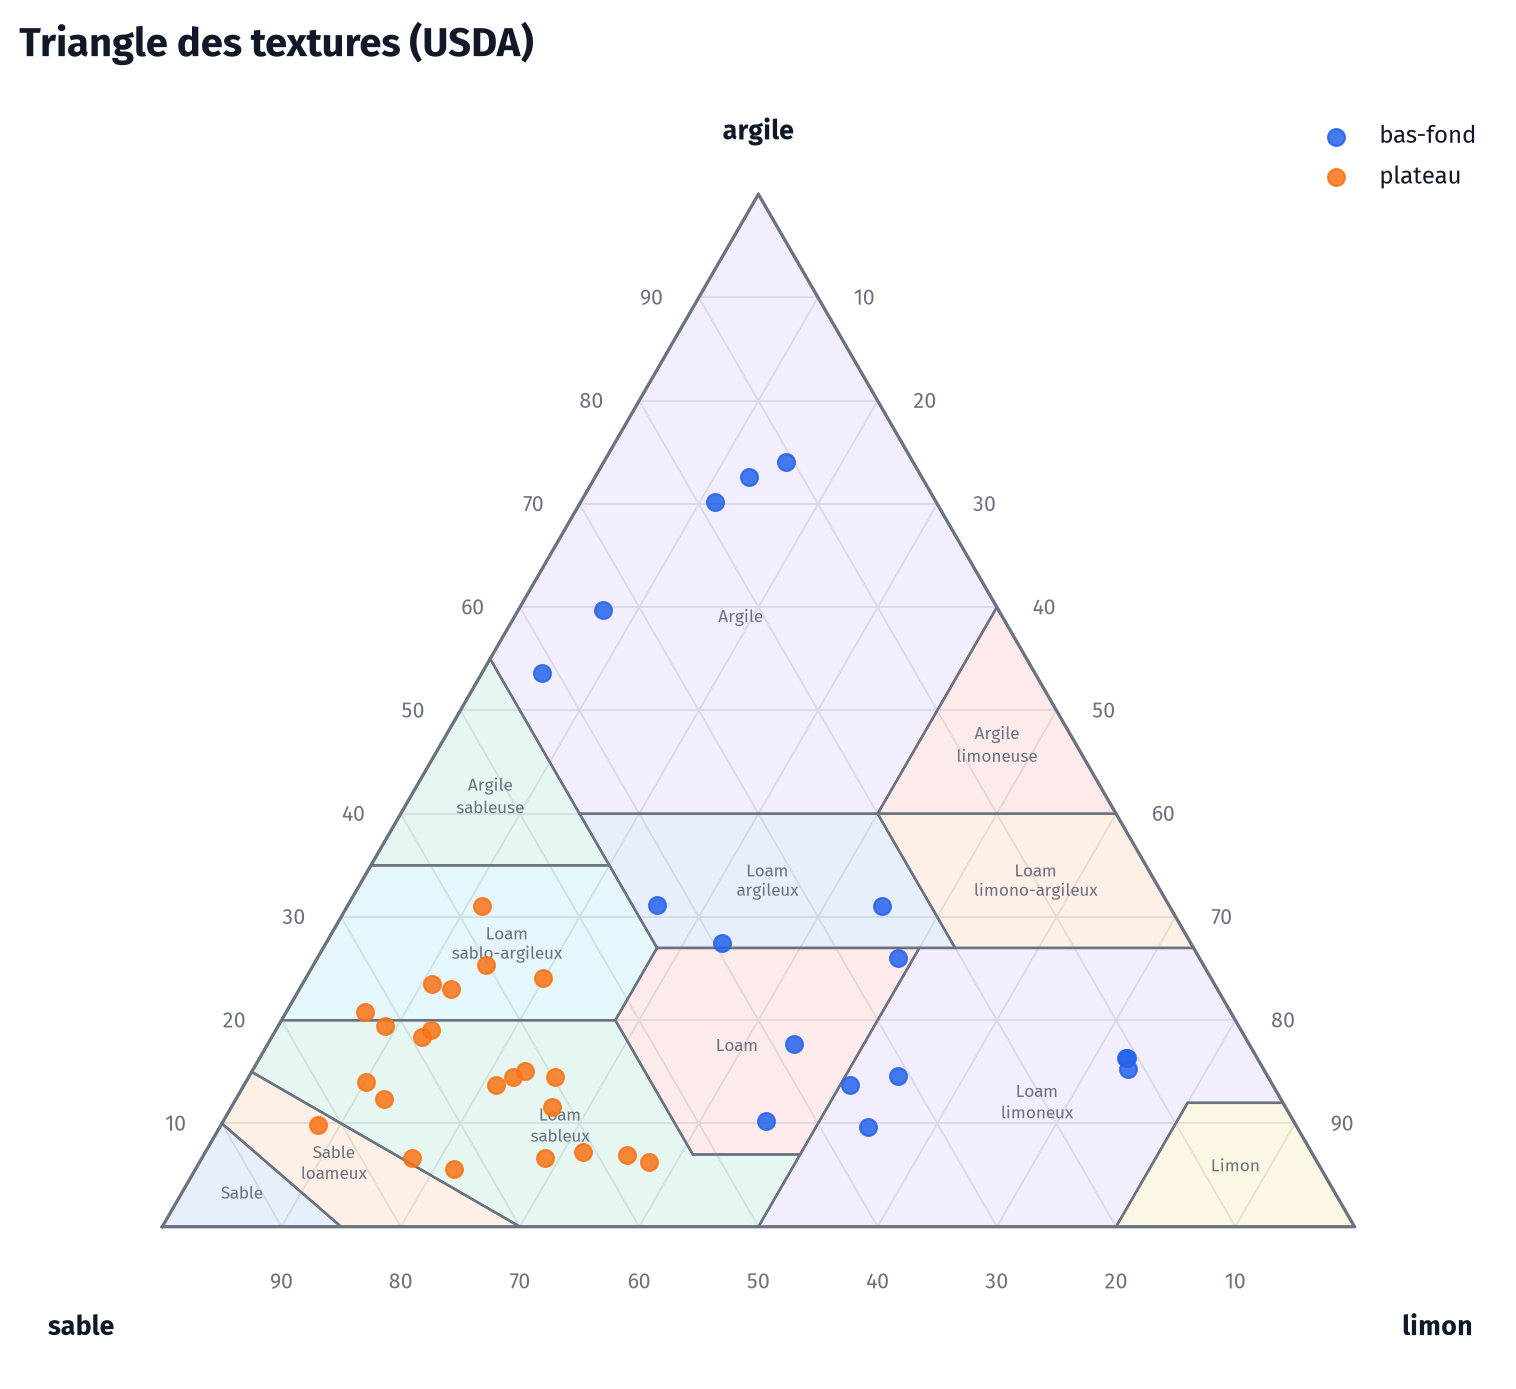 Triangle des textures (USDA)
argile
bas-fond
plateau
90
10
80
20
70
30
60
40
Argile
50
50
Argile
limoneuse
Argile
sableuse
40
60
Loam
argileux
Loam
limono-argileux
30
70
Loam
sablo-argileux
20
80
Loam
Loam
limoneux
10
90
Loam
sableux
Sable
loameux
Limon
Sable
90
80
70
60
50
40
30
20
10
sable
limon